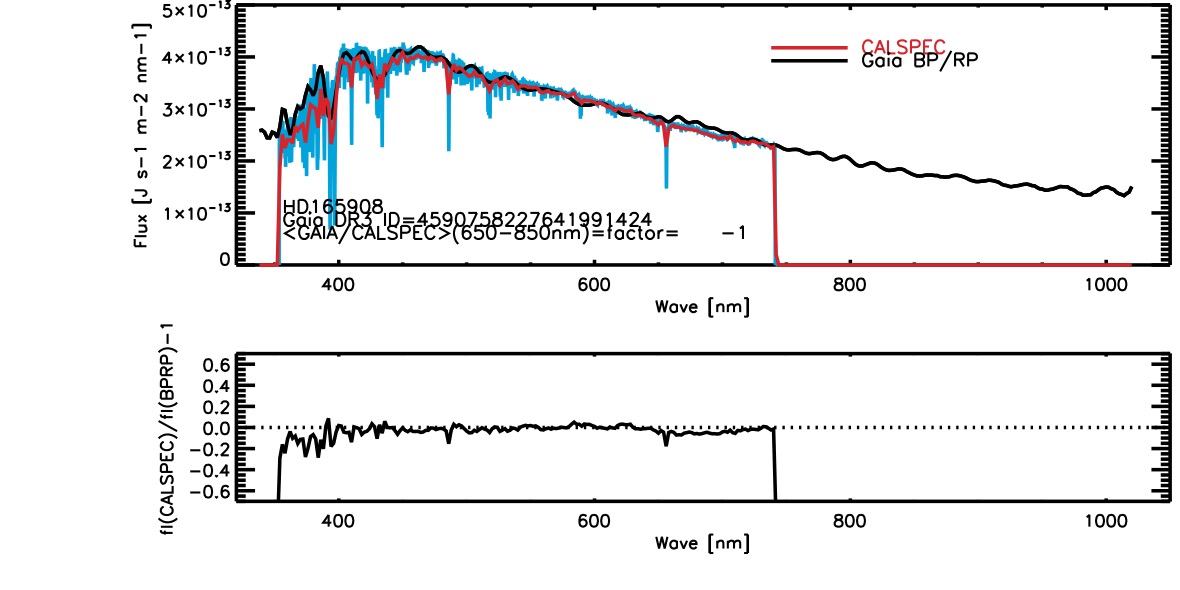 5×10−13
4×10−13
3×10−13
2×10−13
1×10−13
0
Flux [J s−1 m−2 nm−1]
CALSPEC
Gaia BP/RP
HD165908
Gaia DR3 ID=4590758227641991424
<GAIA/CALSPEC>(650−850nm)=factor= −1
400 600 800 1000
Wave [nm]
fl(CALSPEC)/fl(BPRP)−1
0.6
0.4
0.2
0.0
−0.2
−0.4
−0.6
400 600 800 1000
Wave [nm]